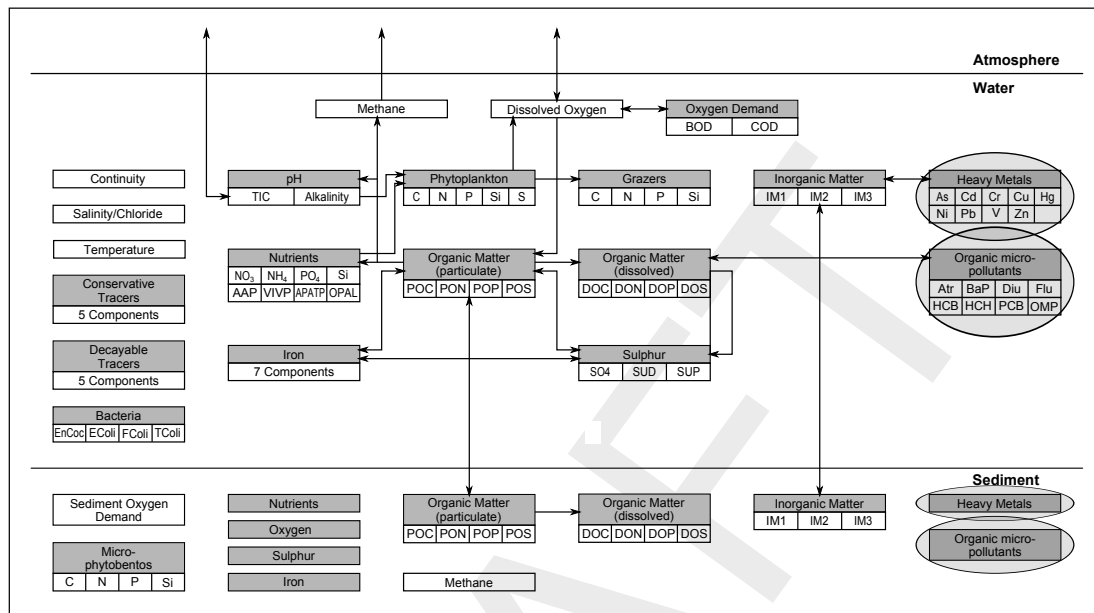 Atmosphere
Water
Methane
Dissolved Oxygen
Oxygen Demand
BOD COD
Continuity
pH
TIC Alkalinity
Phytoplankton
C N P Si S
Grazers
C N P Si
Inorganic Matter
IM1 IM2 IM3
Heavy Metals
As Cd Cr Cu Hg
Ni Pb V Zn
Salinity/Chloride
Temperature
Nutrients
NO3 NH4 PO4 Si
AAP VIVP APATP OPAL
Organic Matter
(particulate)
POC PON POP POS
Organic Matter
(dissolved)
DOC DON DOP DOS
Organic micro-
pollutants
Atr BaP Diu Flu
HCB HCH PCB OMP
Conservative
Tracers
5 Components
Decayable
Tracers
5 Components
Iron
7 Components
Sulphur
SO4 SUD SUP
Bacteria
EnCoc EColi FColi TColi
Sediment
Sediment Oxygen
Demand
Nutrients
Organic Matter
(particulate)
POC PON POP POS
Organic Matter
(dissolved)
DOC DON DOP DOS
Inorganic Matter
IM1 IM2 IM3
Heavy Metals
Oxygen
Organic micro-
pollutants
Micro-
phytobentos
C N P Si
Sulphur
Iron
Methane